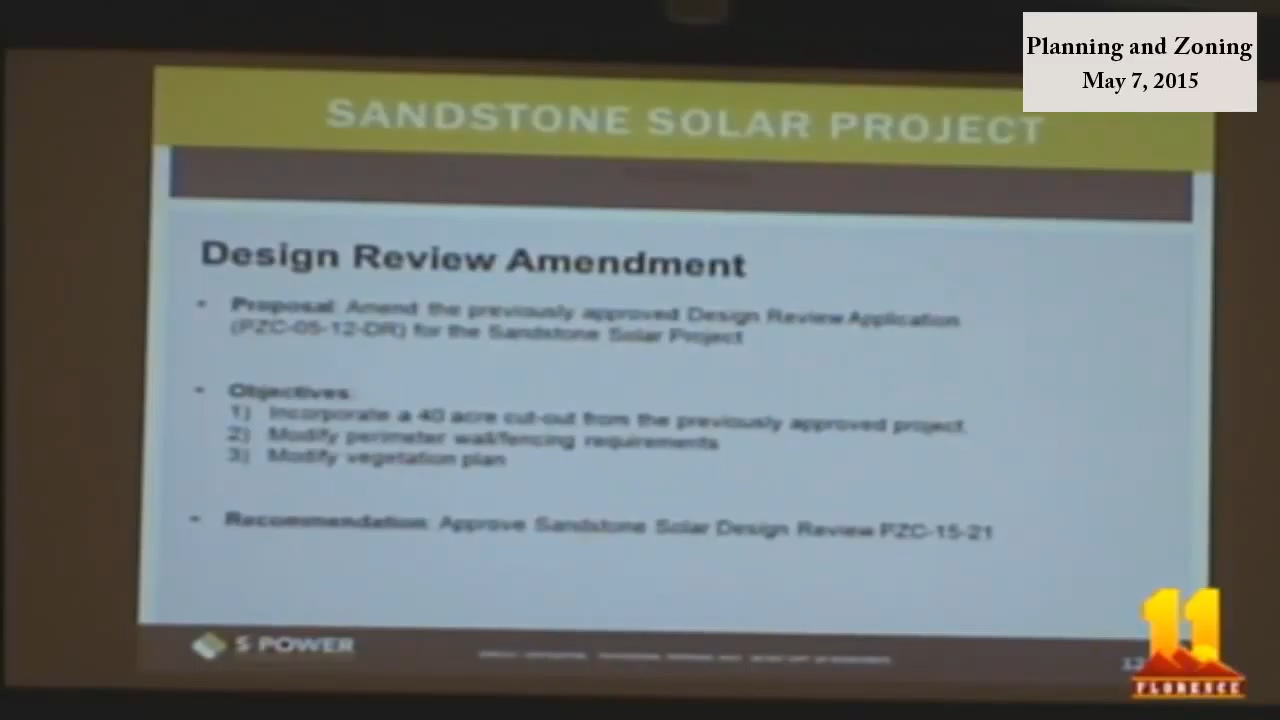 Planning and Zoning
May 7, 2015
SANDSTONE SOLAR PROJECT
Design Review Amendment
• Proposal: Amend the previously approved Design Review Application
(PZC-05-12-DR) for the Sandstone Solar Project
• Objectives:
1) Incorporate a 40 acre cut-out from the previously approved project.
2) Modify perimeter wall/fencing requirements
3) Modify vegetation plan
• Recommendation: Approve Sandstone Solar Design Review PZC-15-21
S POWER
11
FLORENCE